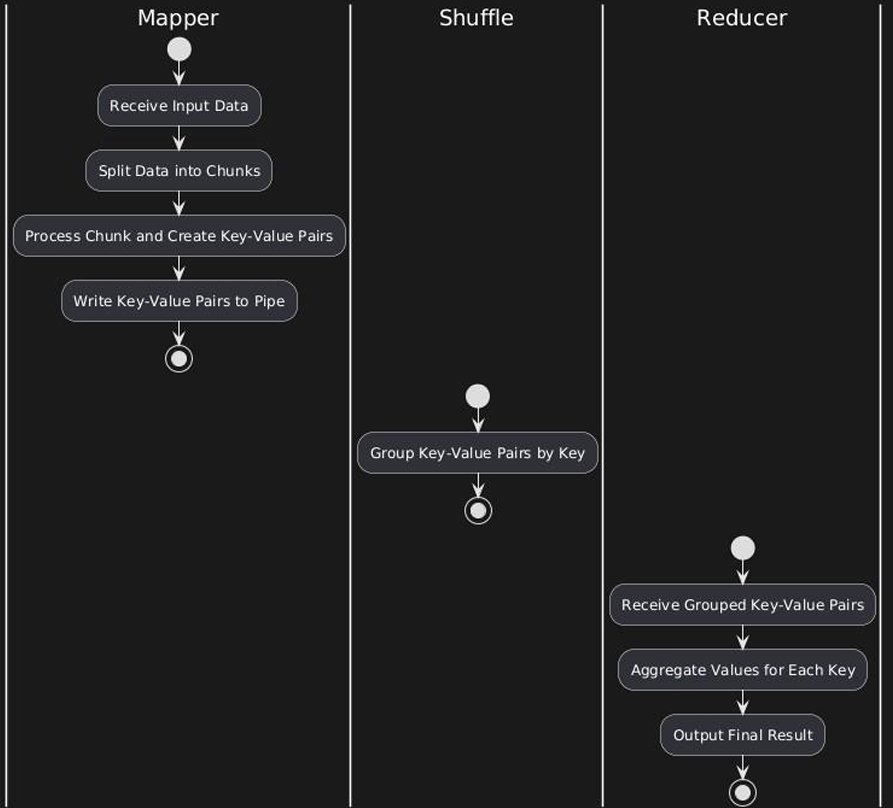 Mapper
Shuffle
Reducer
Receive Input Data
Split Data into Chunks
Process Chunk and Create Key-Value Pairs
Write Key-Value Pairs to Pipe
Group Key-Value Pairs by Key
Receive Grouped Key-Value Pairs
Aggregate Values for Each Key
Output Final Result